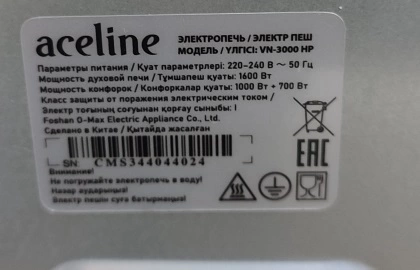 aceline
ЭЛЕКТРОПЕЧЬ / ЭЛЕКТР ПЕШ
МОДЕЛЬ / ҮЛГІСІ: VN-3000 HP
Параметры питания / Қуат параметрлері: 220-240 В ~ 50 Гц
Мощность духовой печи / Тұмшапеш қуаты: 1600 Вт
Мощность конфорок / Конфоркалар қуаты: 1000 Вт + 700 Вт
Класс защиты от поражения электрическим током /
Электр тоғының соғуынан қорғау сыныбы: I
Foshan D-Max Electric Appliance Co., Ltd.
Сделано в Китае / Қытайда жасалған
SN: CMS344044024
EAC
Внимание!
Не погружайте электропечь в воду!
Назар аударыңыз!
Электр пешін суға батырмаңыз!